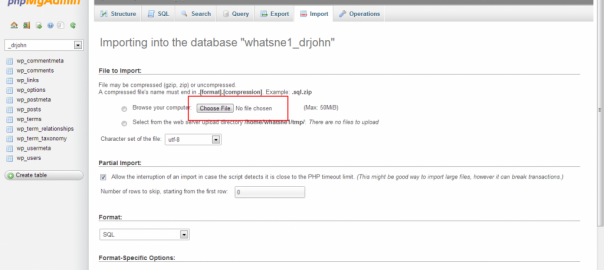 phpMyAdmin
_drjohn
wp_commentmeta
wp_comments
wp_links
wp_options
wp_postmeta
wp_posts
wp_terms
wp_term_relationships
wp_term_taxonomy
wp_usermeta
wp_users
Create table
Structure SQL Search Query Export Import Operations
Importing into the database "whatsne1_drjohn"
File to Import:
File may be compressed (gzip, zip) or uncompressed.
A compressed file's name must end in .[format].[compression]. Example: .sql.zip
Browse your computer: Choose File No file chosen (Max: 50MiB)
Select from the web server upload directory /home/whatsne1/tmp/: There are no files to upload
Character set of the file: utf-8
Partial Import:
Allow the interruption of an import in case the script detects it is close to the PHP timeout limit. (This might be good way to import large files, however it can break transactions.)
Number of rows to skip, starting from the first row: 0
Format:
SQL
Format-Specific Options: